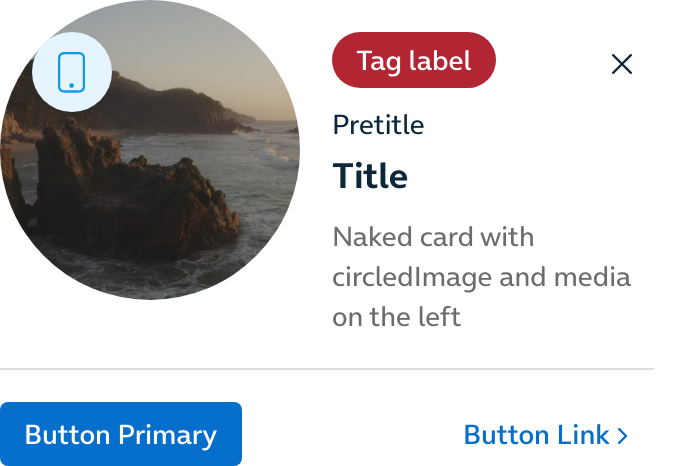 Tag label
Pretitle
Title
Naked card with
circledImage and media
on the left
Button Primary
Button Link